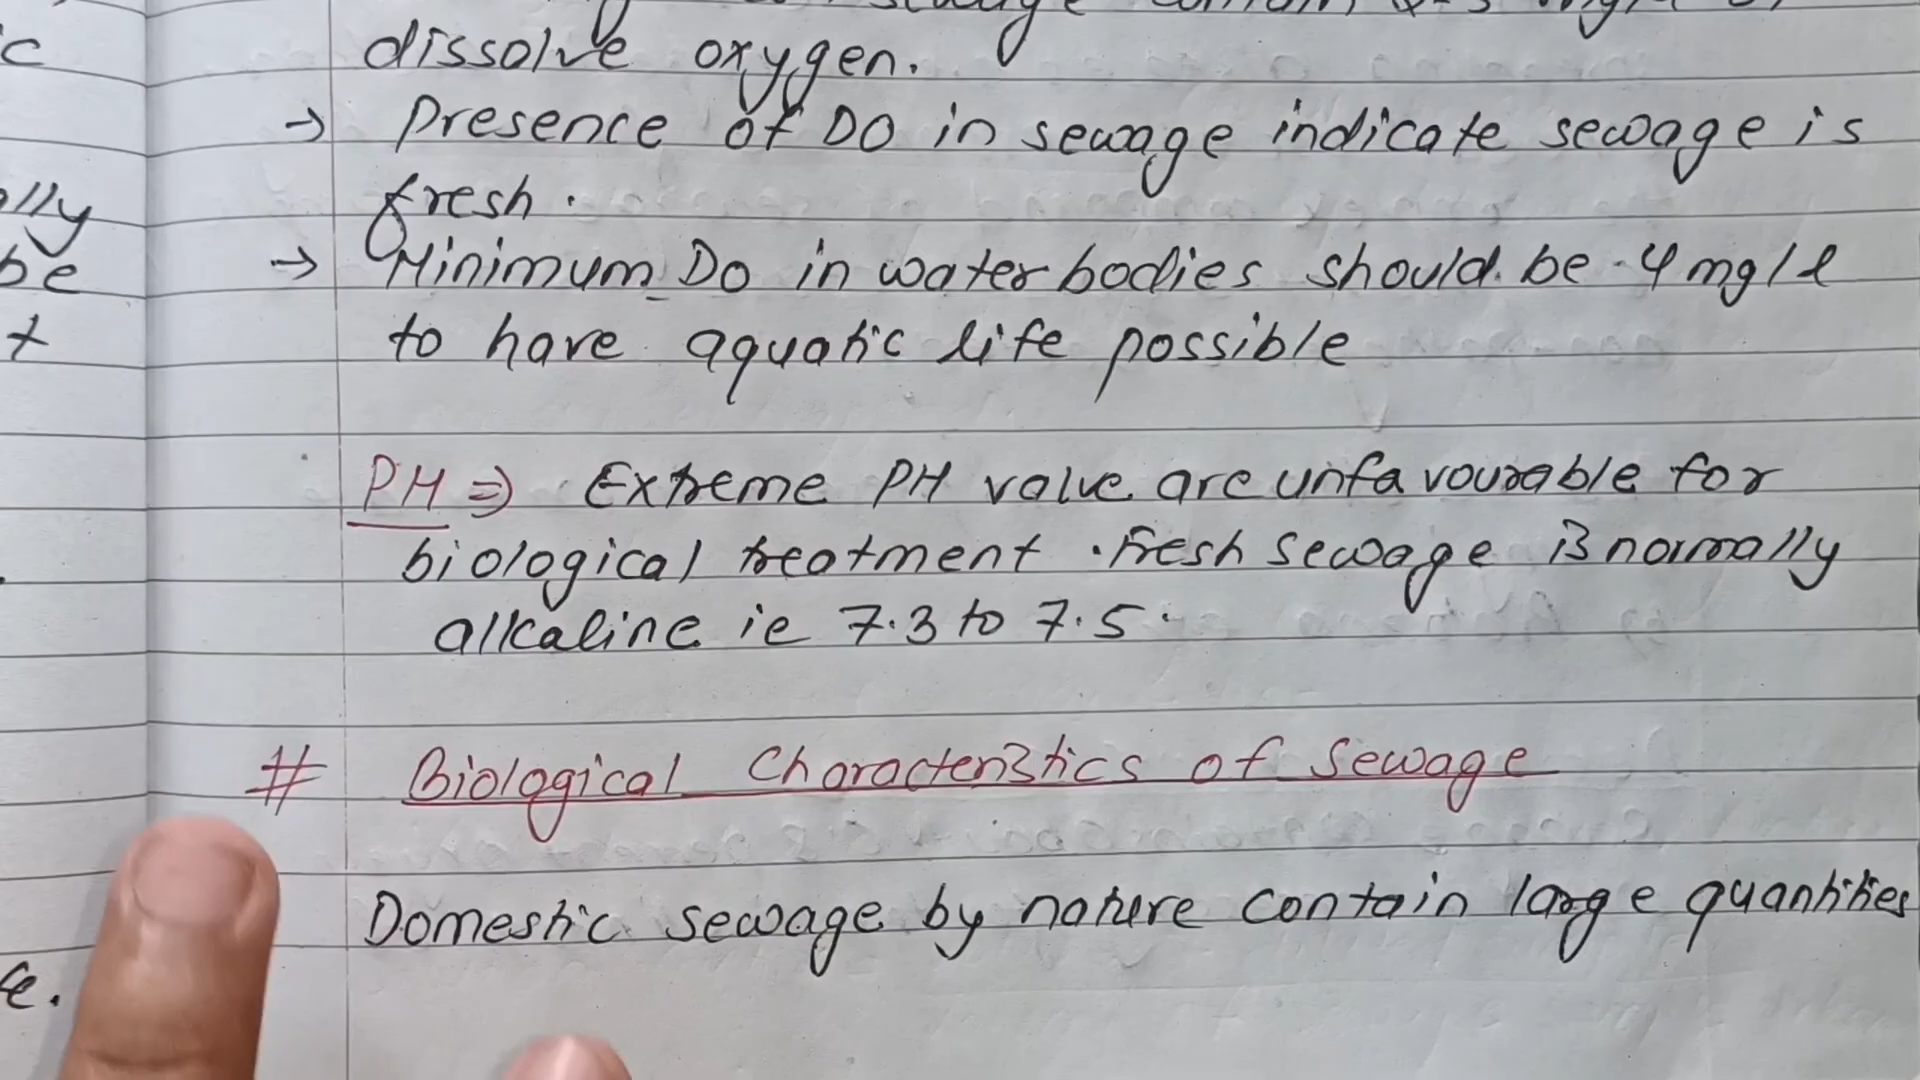 dissolve oxygen.
→ Presence of DO in sewage indicate sewage is
fresh.
→ Minimum Do in water bodies should be 4 mg/l
to have aquatic life possible
PH ⇒ Extreme PH value are unfavourable for
biological treatment. Fresh sewage is normally
alkaline ie 7.3 to 7.5.
# Biological Characteristics of Sewage
Domestic sewage by nature contain large quantities